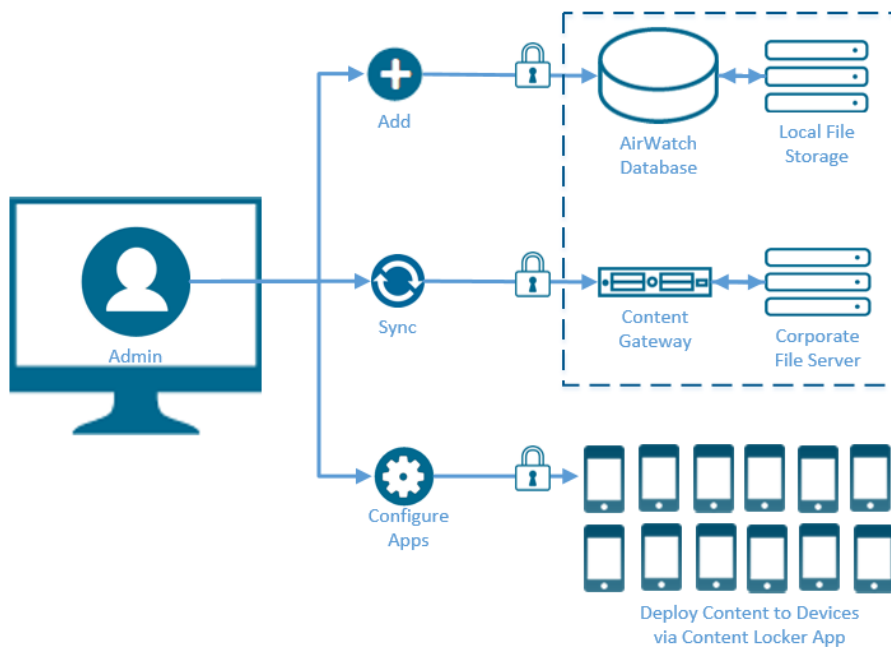 Add
AirWatch
Database
Local File
Storage
Admin
Sync
Content
Gateway
Corporate
File Server
Configure
Apps
Deploy Content to Devices
via Content Locker App